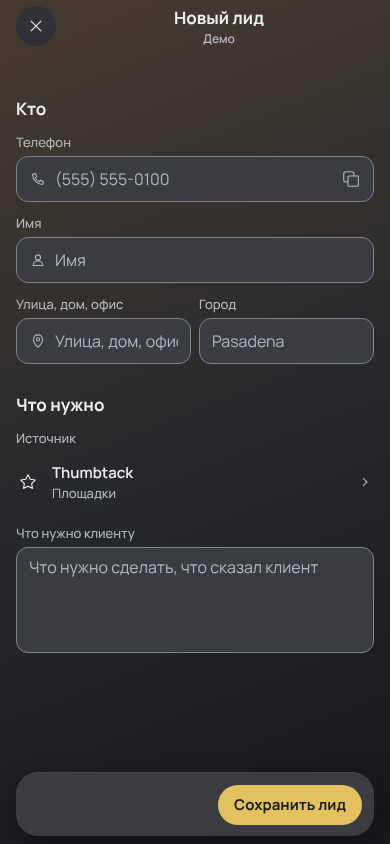 Новый лид
Демо
Кто
Телефон
(555) 555-0100
Имя
Имя
Улица, дом, офис
Город
Улица, дом, офи
Pasadena
Что нужно
Источник
Thumbtack
Площадки
Что нужно клиенту
Что нужно сделать, что сказал клиент
Сохранить лид